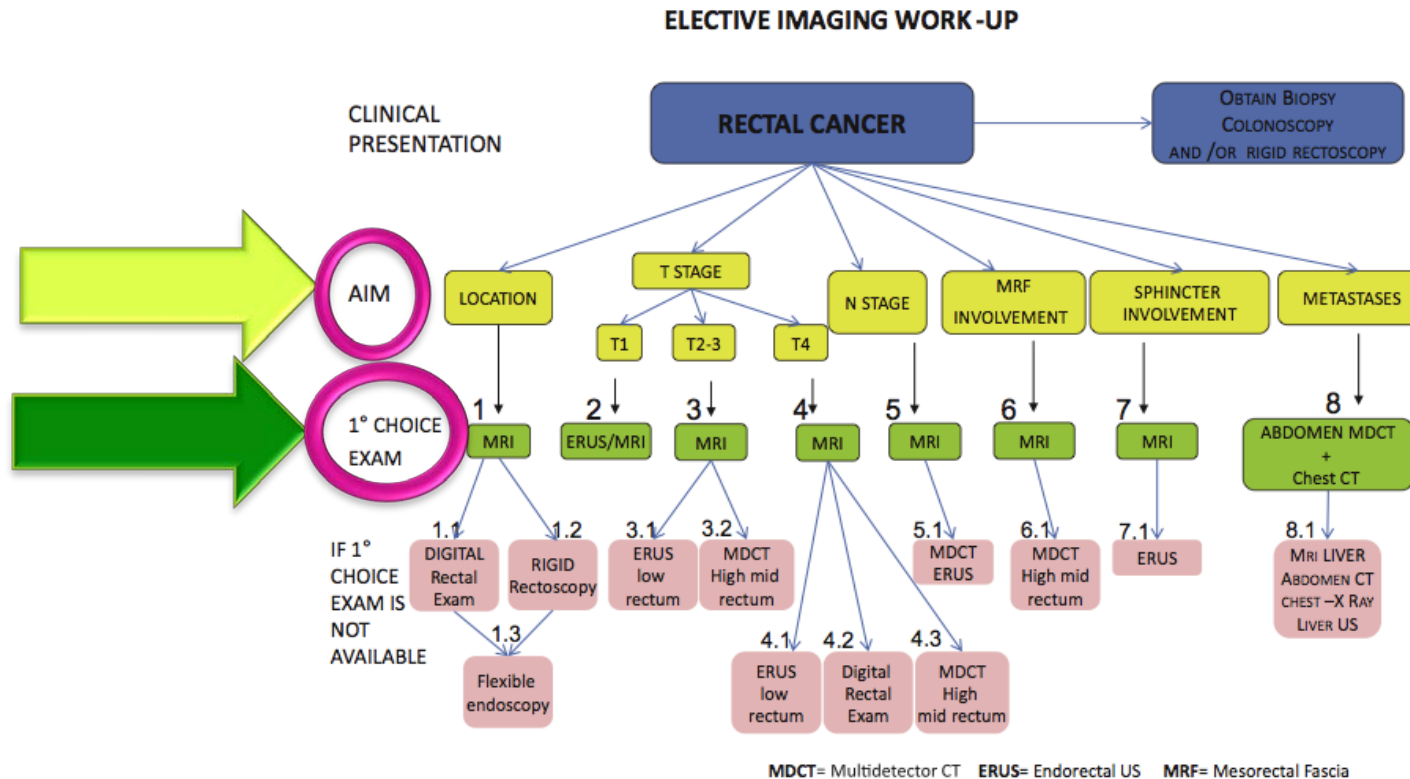 ELECTIVE IMAGING WORK -UP
CLINICAL
PRESENTATION
RECTAL CANCER
OBTAIN BIOPSY
COLONOSCOPY
AND /OR RIGID RECTOSCOPY
AIM
LOCATION
T STAGE
T1
T2-3
T4
N STAGE
MRF
INVOLVEMENT
SPHINCTER
INVOLVEMENT
METASTASES
1° CHOICE
EXAM
1
MRI
2
ERUS/MRI
3
MRI
4
MRI
5
MRI
6
MRI
7
MRI
8
ABDOMEN MDCT
+
Chest CT
IF 1°
CHOICE
EXAM IS
NOT
AVAILABLE
1.1
DIGITAL
Rectal
Exam
1.2
RIGID
Rectoscopy
1.3
Flexible
endoscopy
3.1
ERUS
low
rectum
3.2
MDCT
High mid
rectum
4.1
ERUS
low
rectum
4.2
Digital
Rectal
Exam
4.3
MDCT
High
mid rectum
5.1
MDCT
ERUS
6.1
MDCT
High mid
rectum
7.1
ERUS
8.1
MRI LIVER
ABDOMEN CT
CHEST –X RAY
LIVER US
MDCT= Multidetector CT ERUS= Endorectal US MRF= Mesorectal Fascia